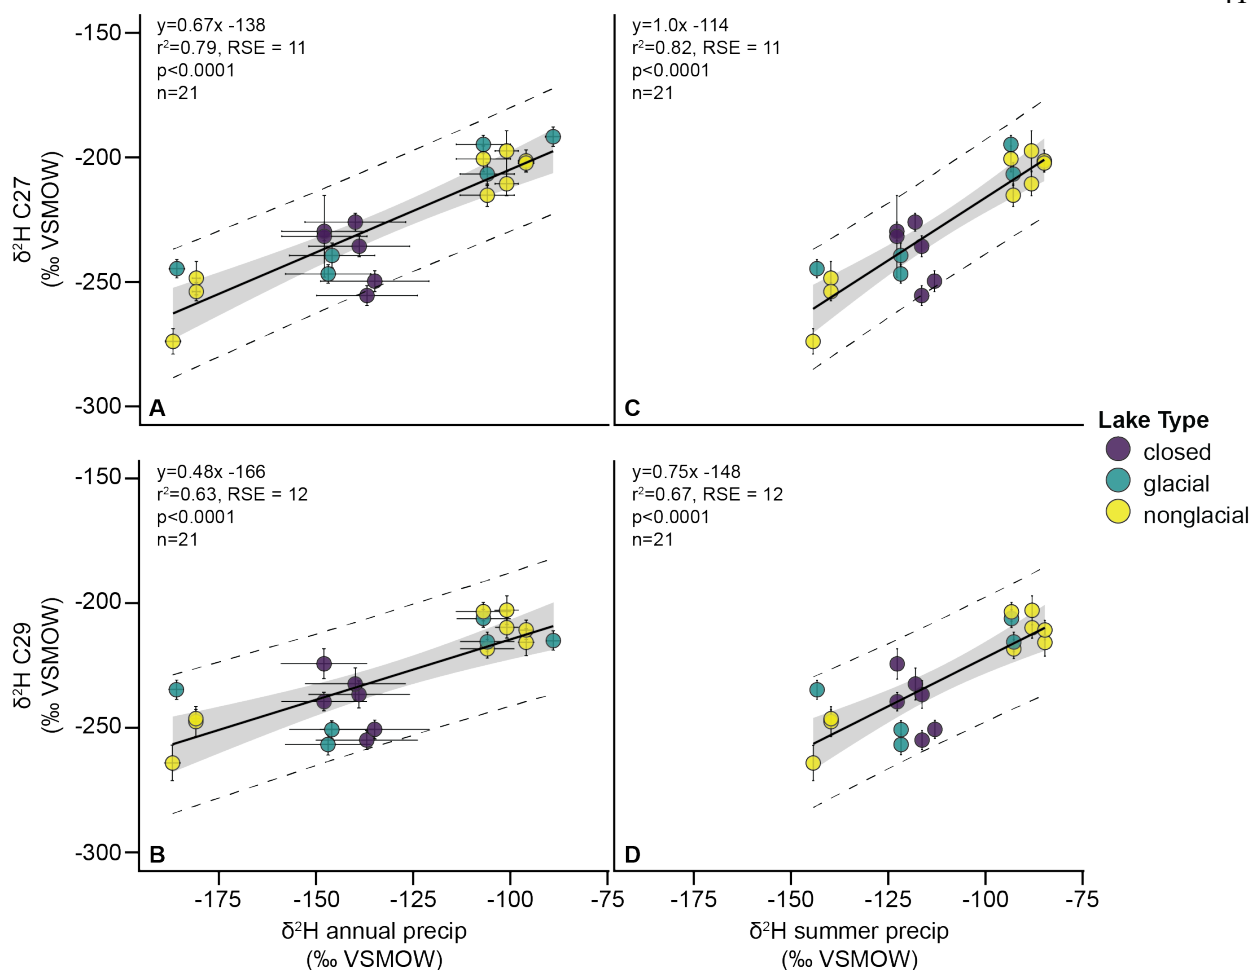 y=0.67x -138
r²=0.79, RSE = 11
p<0.0001
n=21
y=1.0x -114
r²=0.82, RSE = 11
p<0.0001
n=21
-150
-200
-250
-300
δ²H C27
(‰ VSMOW)
A
C
Lake Type
closed
glacial
nonglacial
y=0.48x -166
r²=0.63, RSE = 12
p<0.0001
n=21
y=0.75x -148
r²=0.67, RSE = 12
p<0.0001
n=21
-150
-200
-250
-300
δ²H C29
(‰ VSMOW)
B
D
-175 -150 -125 -100 -75
-175 -150 -125 -100 -75
δ²H annual precip
(‰ VSMOW)
δ²H summer precip
(‰ VSMOW)